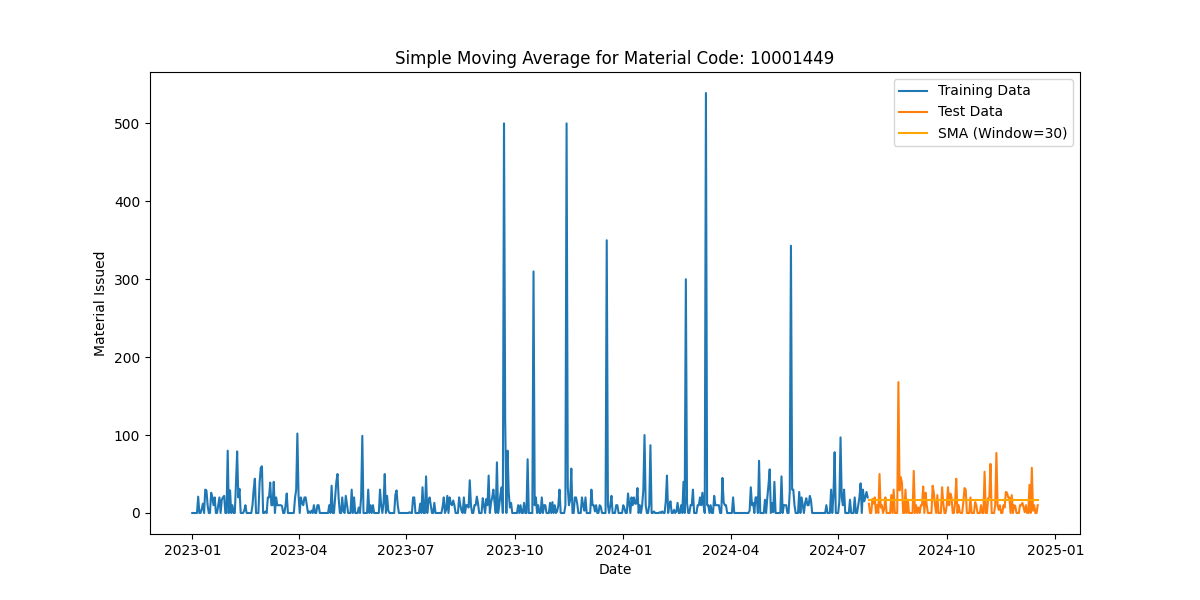 Simple Moving Average for Material Code: 10001449
Training Data
Test Data
SMA (Window=30)
Material Issued
500
400
300
200
100
0
2023-01 2023-04 2023-07 2023-10 2024-01 2024-04 2024-07 2024-10 2025-01
Date